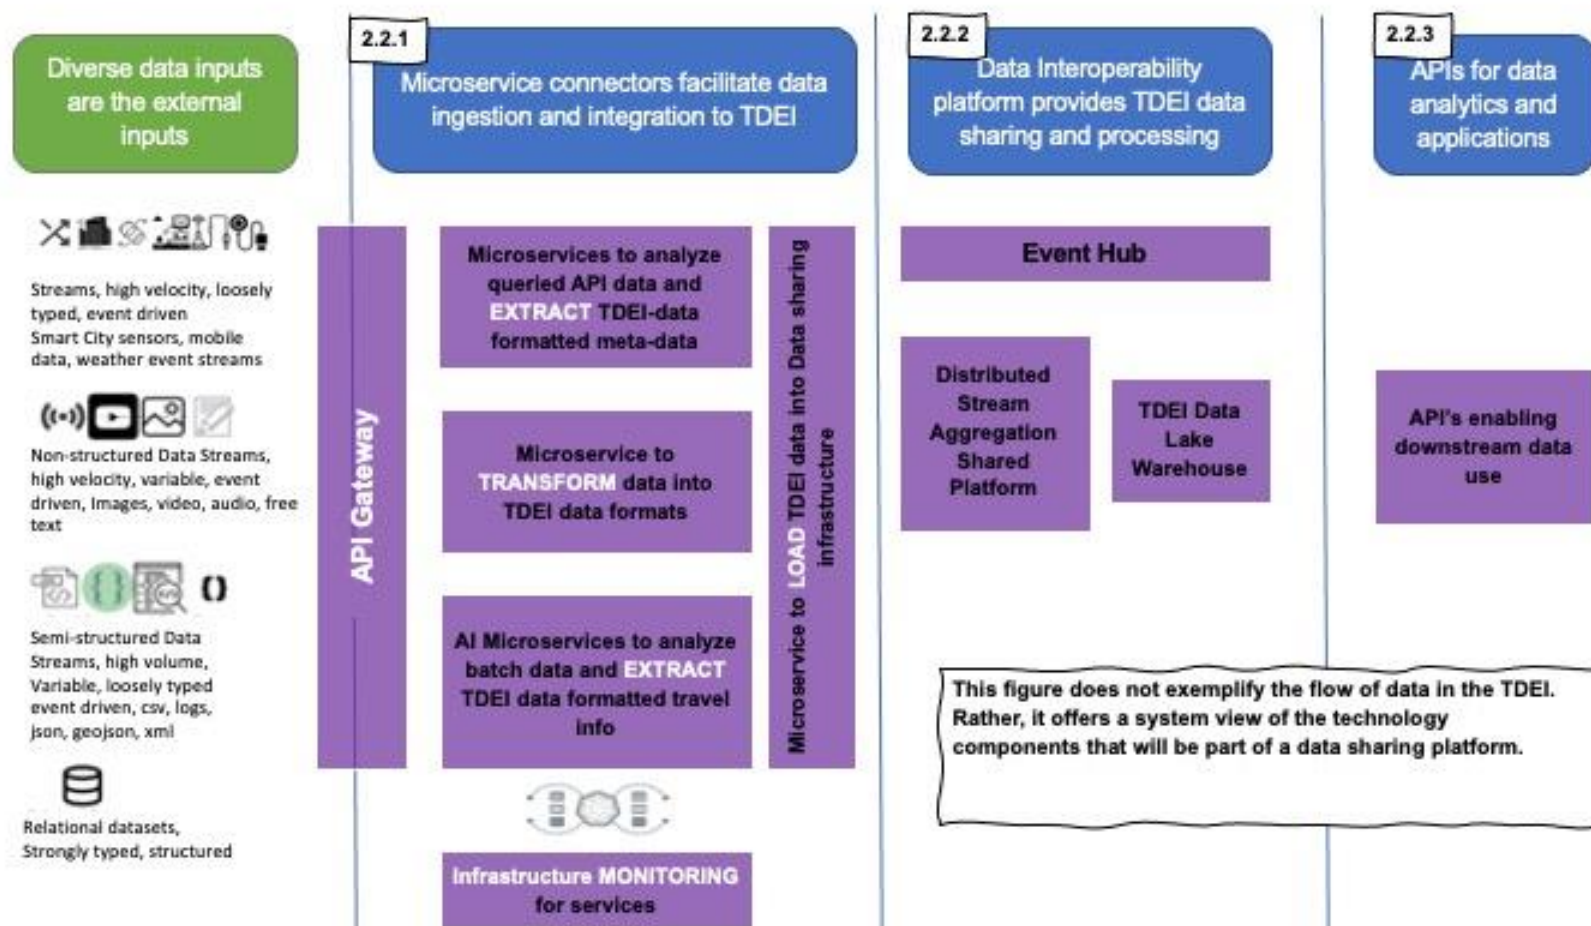 Diverse data inputs
are the external
inputs
2.2.1
Microservice connectors facilitate data
ingestion and integration to TDEI
2.2.2
Data Interoperability
platform provides TDEI data
sharing and processing
2.2.3
APIs for data
analytics and
applications
Streams, high velocity, loosely
typed, event driven
Smart City sensors, mobile
data, weather event streams
Non-structured Data Streams,
high velocity, variable, event
driven, Images, video, audio, free
text
Semi-structured Data
Streams, high volume,
Variable, loosely typed
event driven, csv, logs,
json, geojson, xml
Relational datasets,
Strongly typed, structured
API Gateway
Microservices to analyze
queried API data and
EXTRACT TDEI-data
formatted meta-data
Microservice to
TRANSFORM data into
TDEI data formats
AI Microservices to analyze
batch data and EXTRACT
TDEI data formatted travel
info
Infrastructure MONITORING
for services
Microservice to LOAD TDEI data into Data sharing
infrastructure
Event Hub
Distributed
Stream
Aggregation
Shared
Platform
TDEI Data
Lake
Warehouse
API's enabling
downstream data
use
This figure does not exemplify the flow of data in the TDEI.
Rather, it offers a system view of the technology
components that will be part of a data sharing platform.